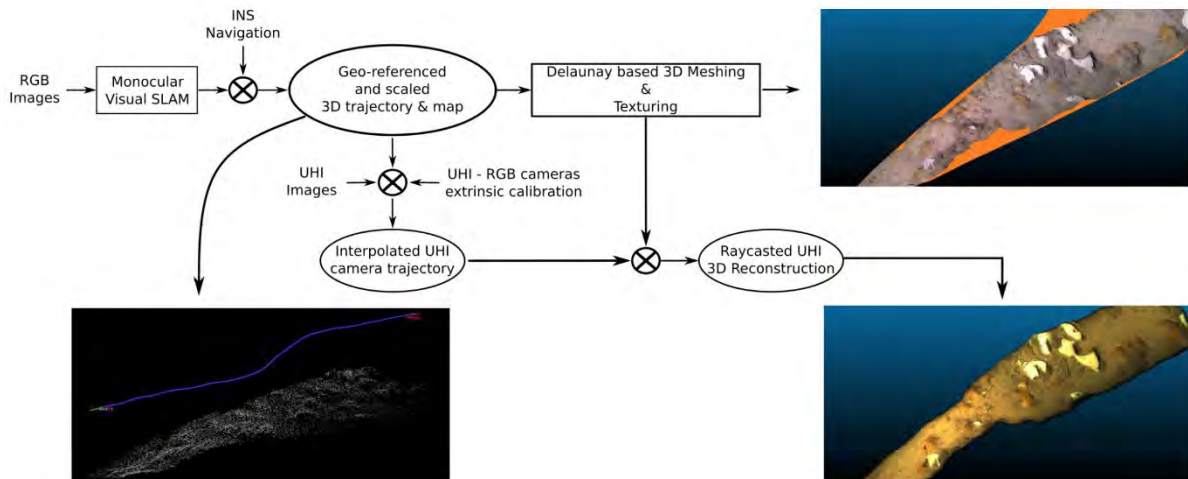 INS
Navigation
RGB
Images
Monocular
Visual SLAM
Geo-referenced
and scaled
3D trajectory & map
Delaunay based 3D Meshing
&
Texturing
UHI
Images
UHI - RGB cameras
extrinsic calibration
Interpolated UHI
camera trajectory
Raycasted UHI
3D Reconstruction